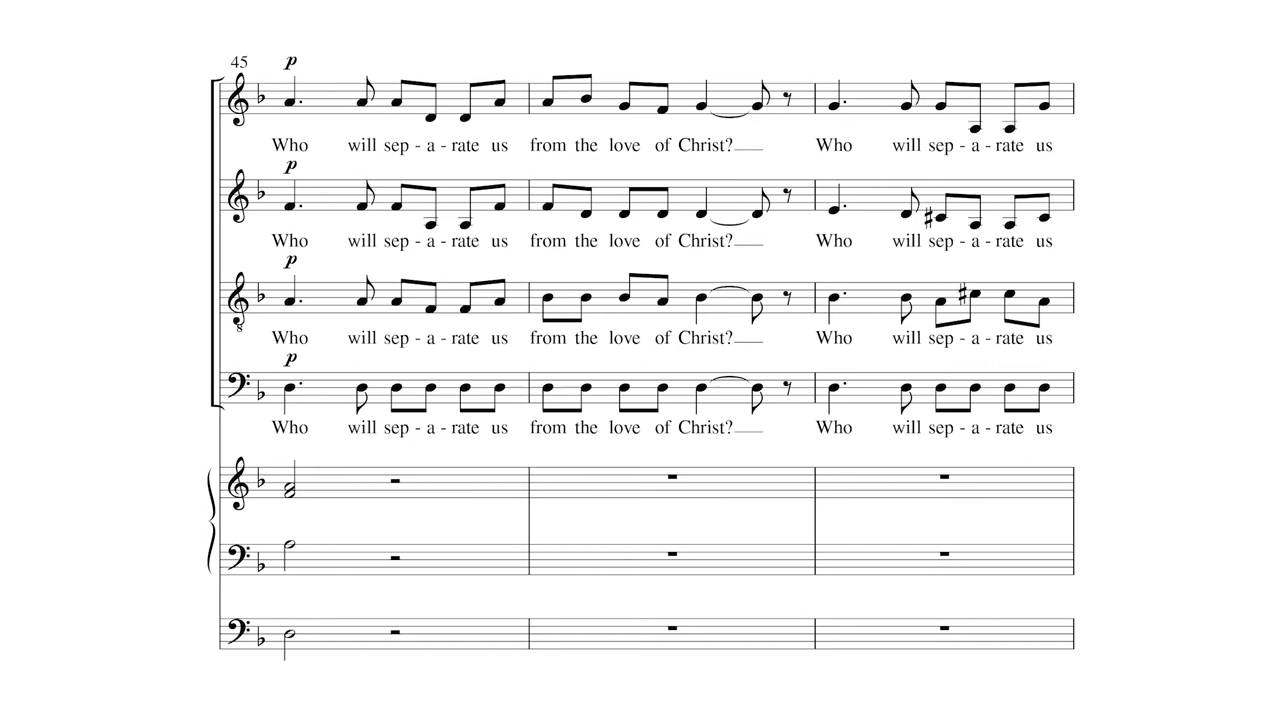 45
p
Who will sep - a - rate us from the love of Christ? Who will sep - a - rate us
p
Who will sep - a - rate us from the love of Christ? Who will sep - a - rate us
p
8
Who will sep - a - rate us from the love of Christ? Who will sep - a - rate us
p
Who will sep - a - rate us from the love of Christ? Who will sep - a - rate us